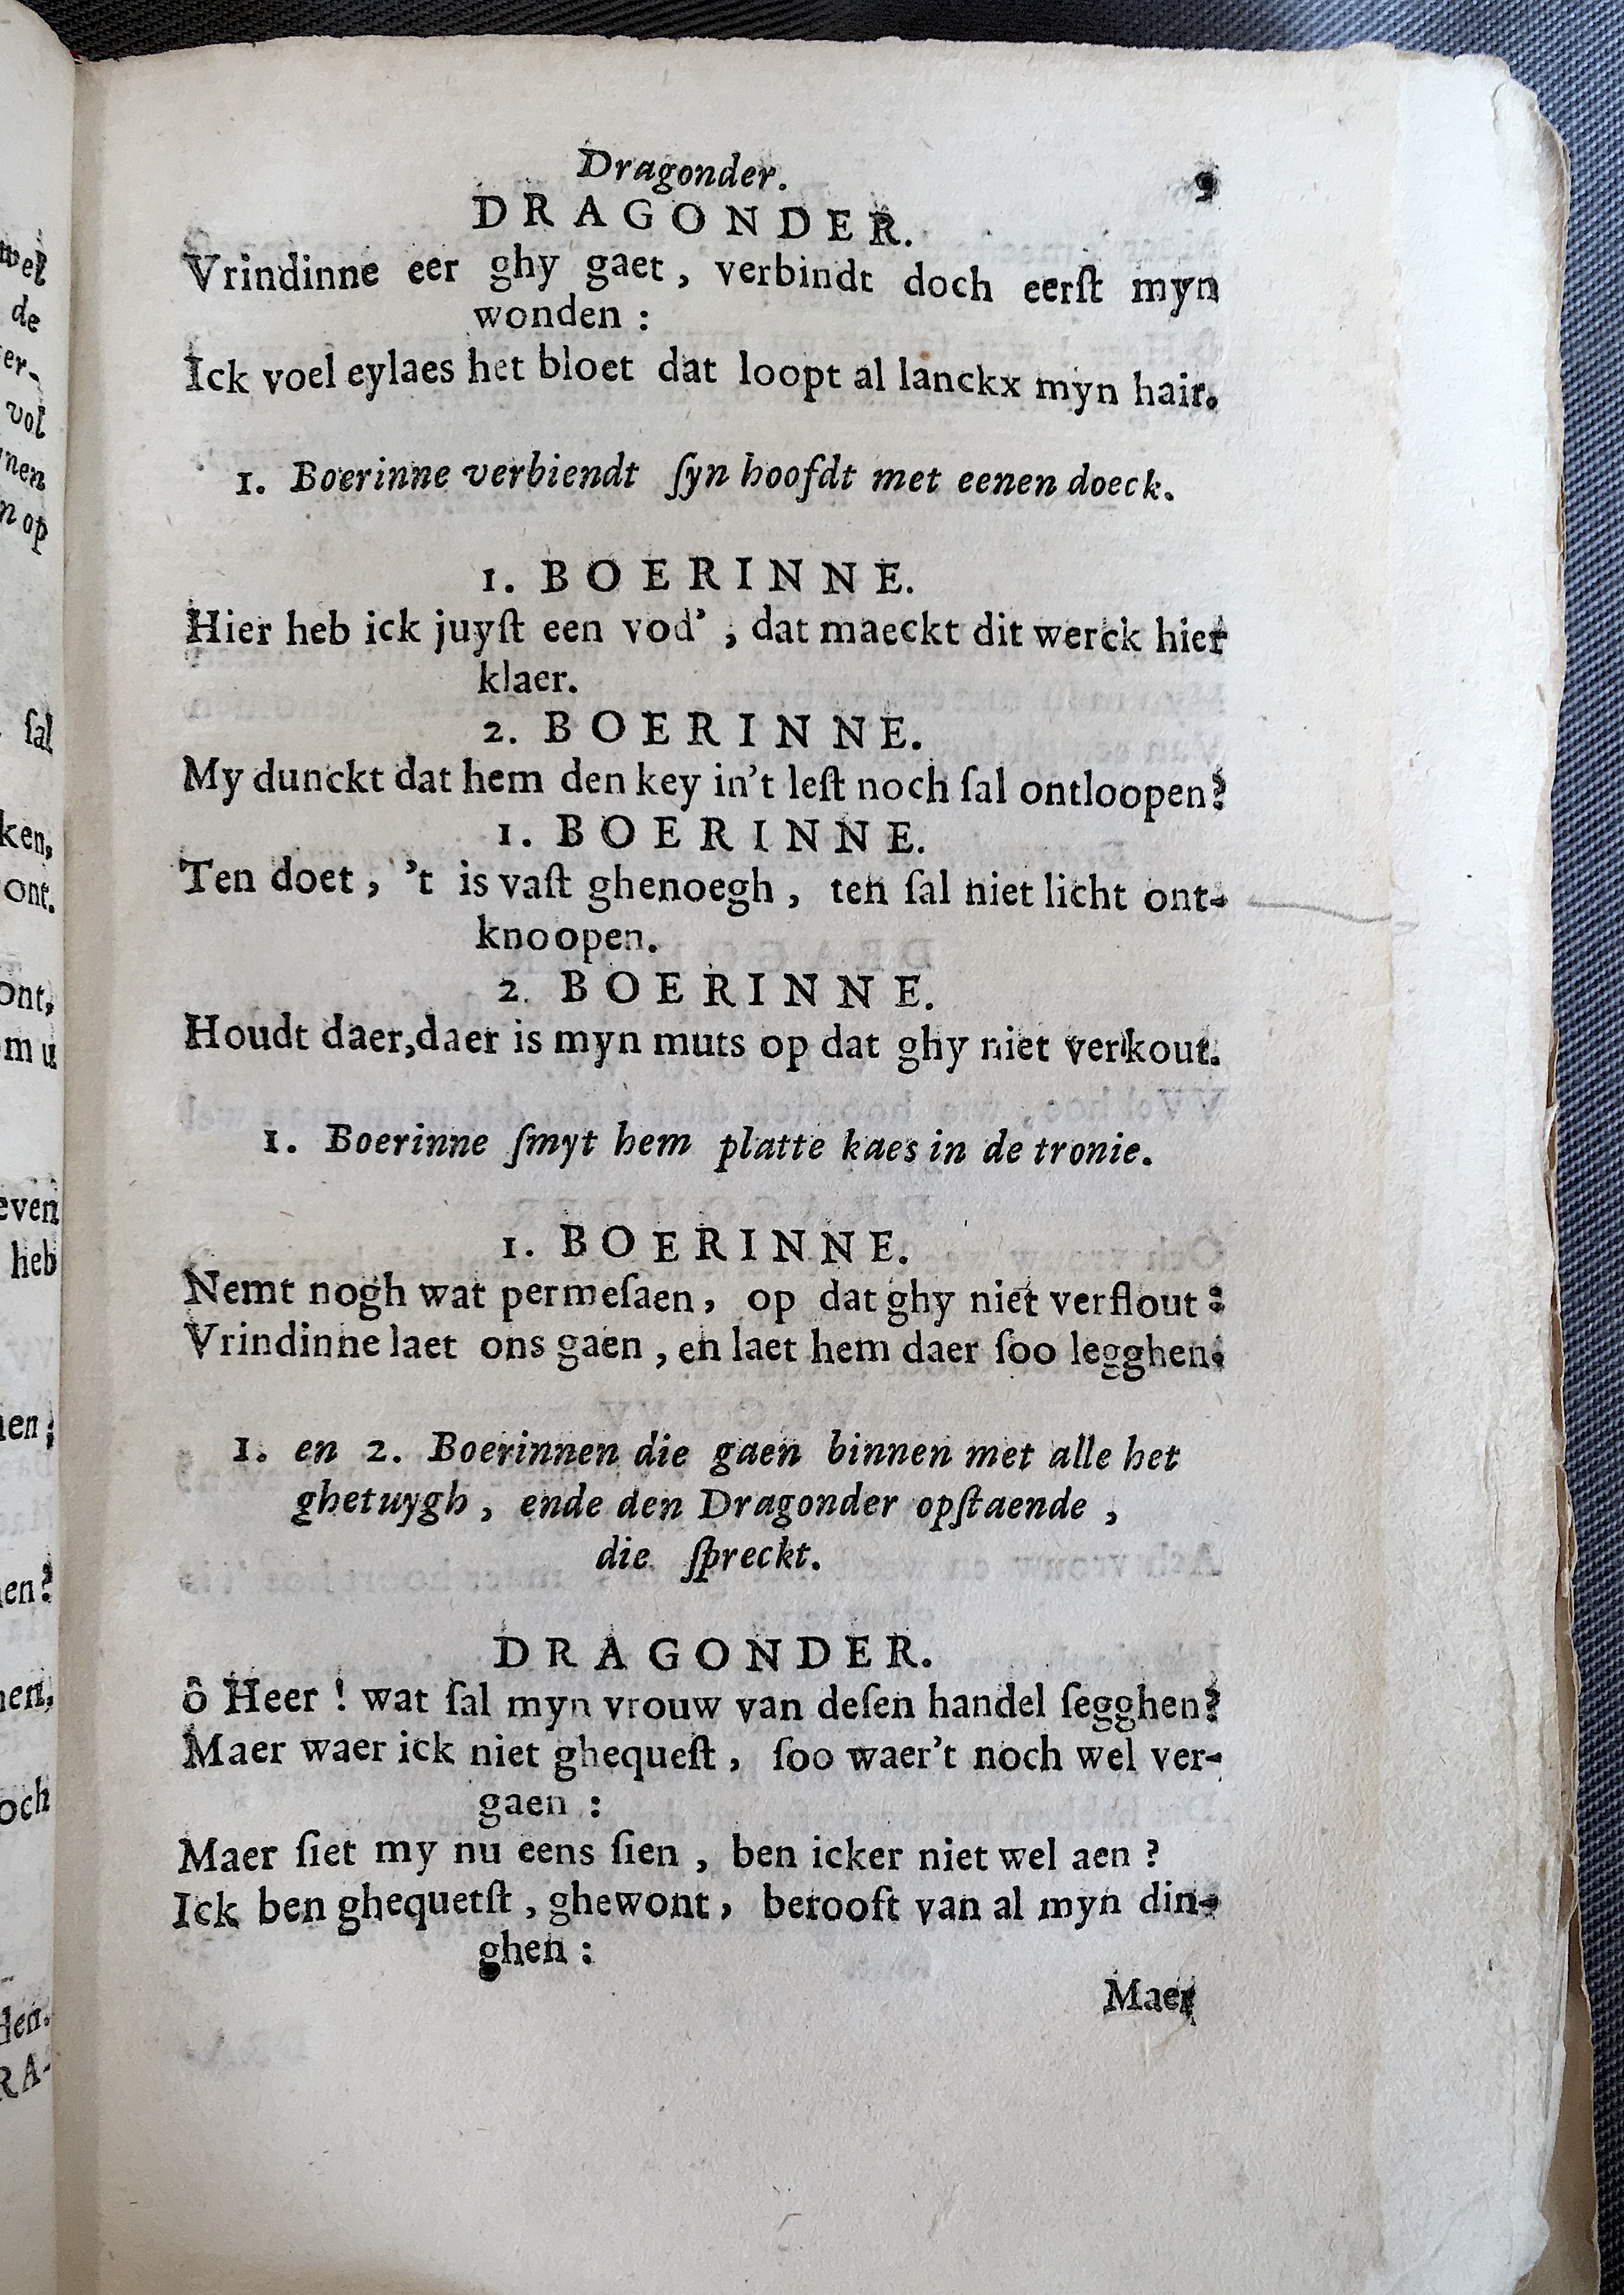 Dragonder. 9
DRAGONDER.
Vrindinne eer ghy gaet, verbindt doch eerſt myn
wonden :
Ick voel eylaes het bloet dat loopt al lanckx myn hair.
1. Boerinne verbiendt ſyn hoofdt met eenen doeck.
1. BOERINNE.
Hier heb ick juyſt een vod’, dat maeckt dit werck hier
klaer.
2. BOERINNE.
My dunckt dat hem den key in’t leſt noch ſal ontloopen?
1. BOERINNE.
Ten doet, ’t is vaſt ghenoegh, ten ſal niet licht ont-
knoopen.
2. BOERINNE.
Houdt daer,daer is myn muts op dat ghy niet verkout.
1. Boerinne ſmyt hem platte kaes in de tronie.
1. BOERINNE.
Nemt nogh wat permeſaen, op dat ghy niet verflout :
Vrindinne laet ons gaen, en laet hem daer ſoo legghen.
1. en 2. Boerinnen die gaen binnen met alle het
ghetuygh, ende den Dragonder opſtaende,
die ſpreckt.
DRAGONDER.
ô Heer ! wat ſal myn vrouw van deſen handel ſegghen?
Maer waer ick niet ghequeſt, ſoo waer’t noch wel ver-
gaen :
Maer ſiet my nu eens ſien, ben icker niet wel aen ?
Ick ben ghequetſt, ghewont, berooft van al myn din-
ghen :
Maer